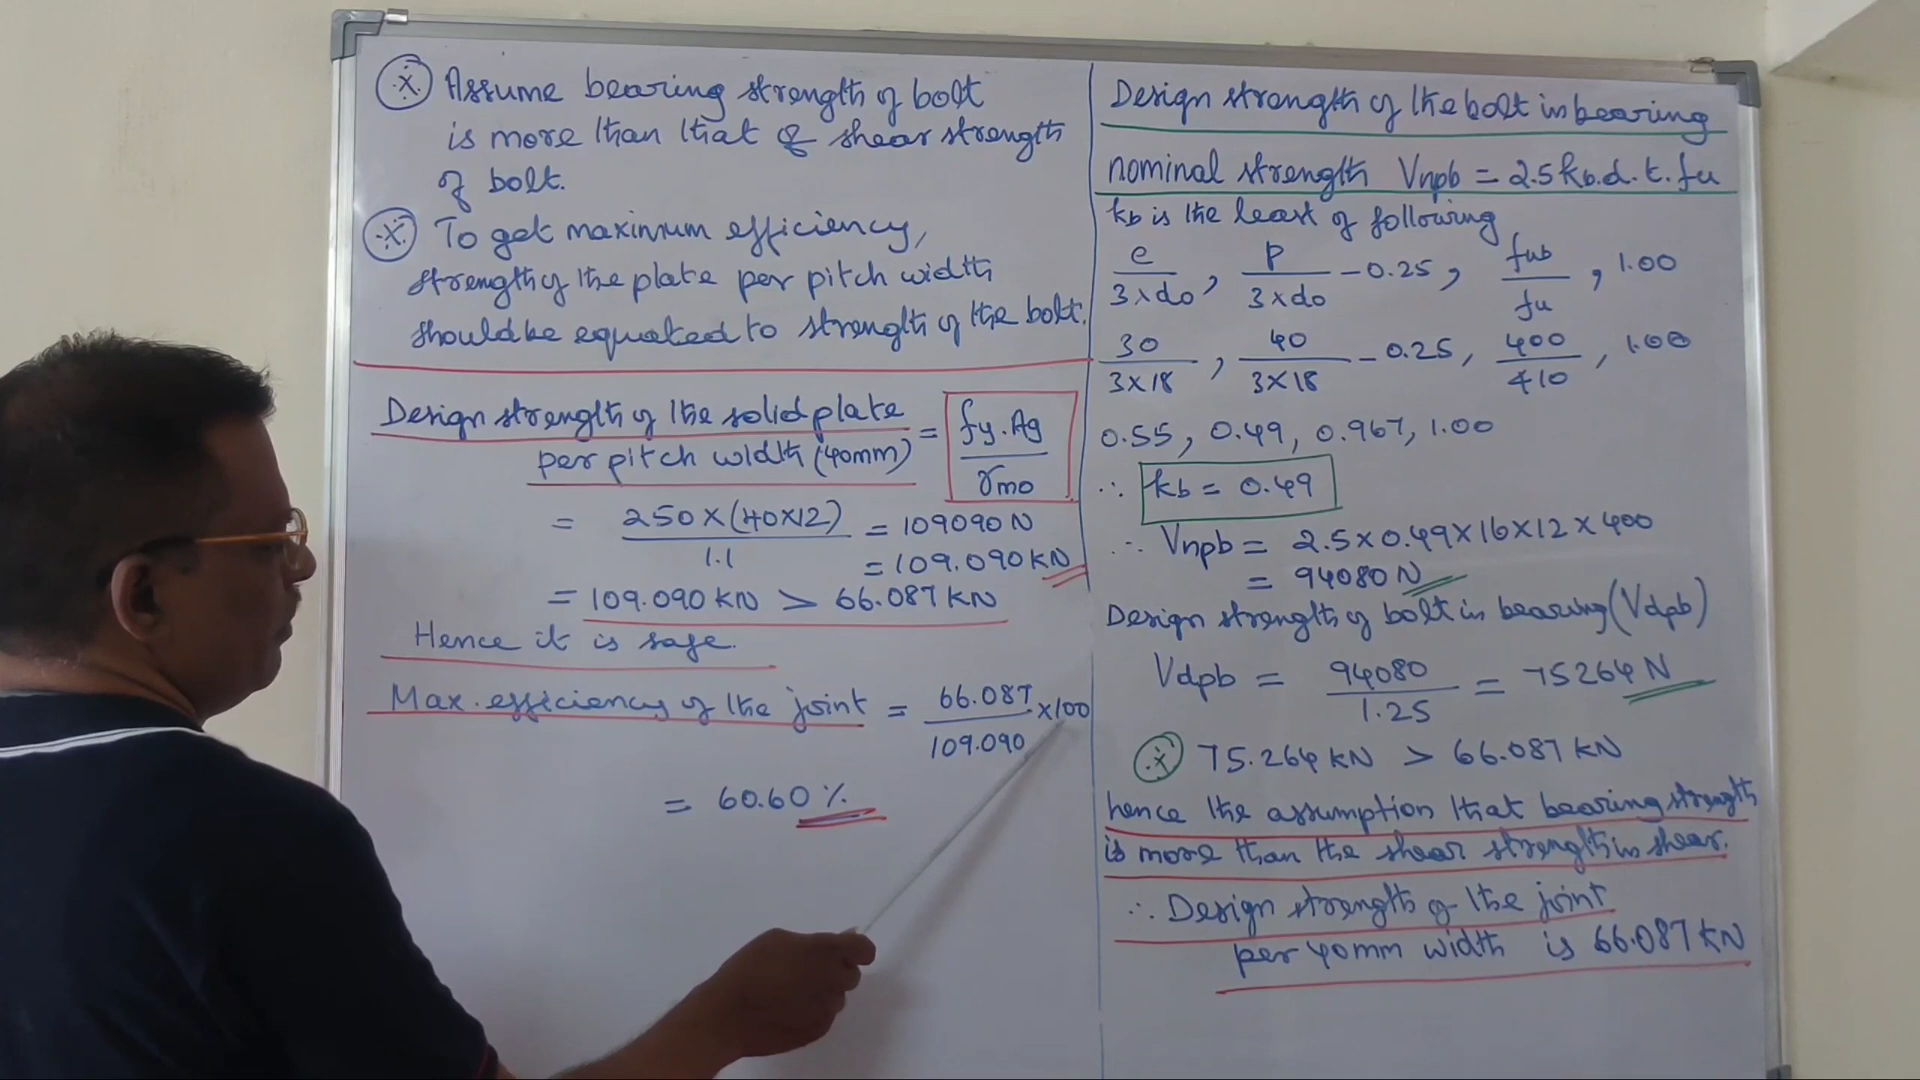 Assume bearing strength of bolt
is more than that of shear strength
of bolt.
To get maximum efficiency,
strength of the plate per pitch width
should be equated to strength of the bolt.
Design strength of the solid plate
per pitch width (40mm) = fy.Ag / γmo
= 250×(40×12) / 1.1 = 109090 N
= 109.090 KN
= 109.090 KN > 66.087 KN
Hence it is safe.
Max. efficiency of the joint = 66.087 / 109.090 ×100
= 60.60 %
Design strength of the bolt in bearing
nominal strength Vnpb = 2.5 kb.d.t.fu
kb is the least of following
e / 3×do, P / 3×do - 0.25, fub / fu, 1.00
30 / 3×18, 40 / 3×18 - 0.25, 400 / 410, 1.00
0.55, 0.49, 0.967, 1.00
∴ kb = 0.49
∴ Vnpb = 2.5×0.49×16×12×400
= 94080 N
Design strength of bolt in bearing (Vdpb)
Vdpb = 94080 / 1.25 = 75264 N
75.264 KN > 66.087 KN
hence the assumption that bearing strength
is more than the shear strength in shear.
∴ Design strength of the joint
per 40mm width is 66.087 KN